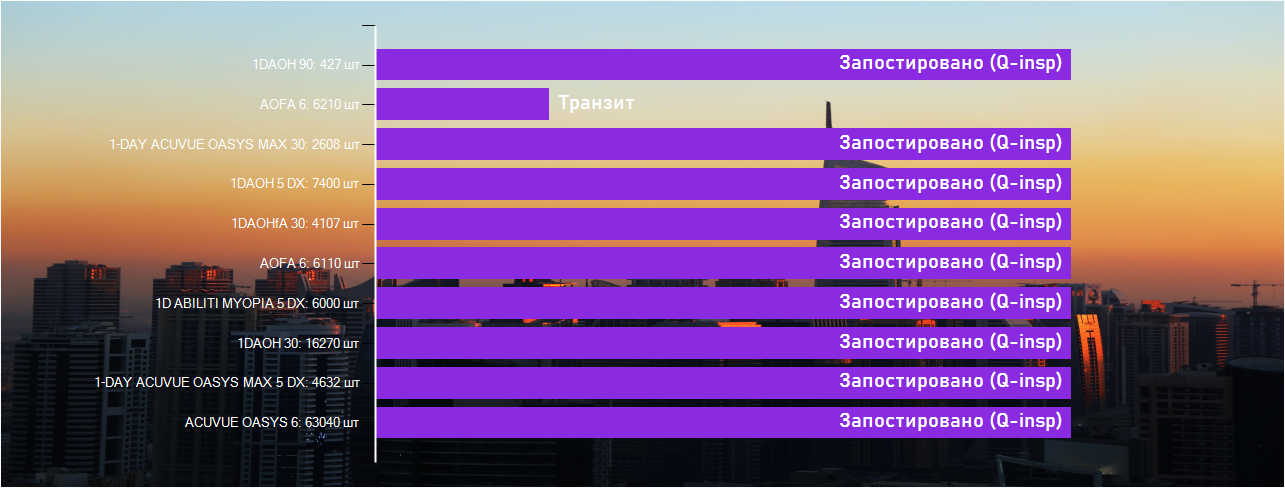 1DAOH 90: 427 шт Запостировано (Q-insp)
AOFA 6: 6210 шт Транзит
1-DAY ACUVUE OASYS MAX 30: 2608 шт Запостировано (Q-insp)
1DAOH 5 DX: 7400 шт Запостировано (Q-insp)
1DAOHfA 30: 4107 шт Запостировано (Q-insp)
AOFA 6: 6110 шт Запостировано (Q-insp)
1D ABILITI MYOPIA 5 DX: 6000 шт Запостировано (Q-insp)
1DAOH 30: 16270 шт Запостировано (Q-insp)
1-DAY ACUVUE OASYS MAX 5 DX: 4632 шт Запостировано (Q-insp)
ACUVUE OASYS 6: 63040 шт Запостировано (Q-insp)